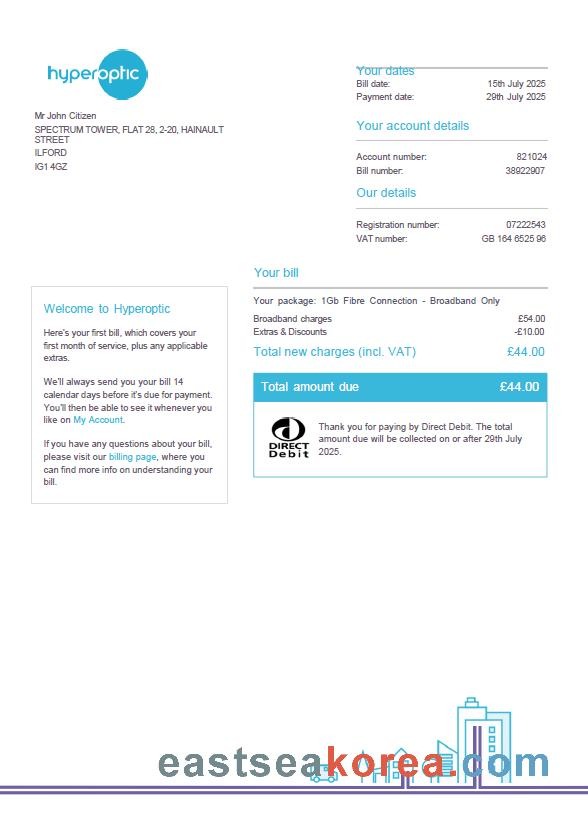 hyperoptic
Mr John Citizen
SPECTRUM TOWER, FLAT 28, 2-20, HAINAULT
STREET
ILFORD
IG1 4GZ
Your dates
Bill date: 15th July 2025
Payment date: 29th July 2025
Your account details
Account number: 821024
Bill number: 38922907
Our details
Registration number: 07222543
VAT number: GB 164 6525 96
Welcome to Hyperoptic
Here's your first bill, which covers your
first month of service, plus any applicable
extras.
We'll always send you your bill 14
calendar days before it's due for payment.
You'll then be able to see it whenever you
like on My Account.
If you have any questions about your bill,
please visit our billing page, where you
can find more info on understanding your
bill.
Your bill
Your package: 1Gb Fibre Connection - Broadband Only
Broadband charges £54.00
Extras & Discounts -£10.00
Total new charges (incl. VAT) £44.00
Total amount due £44.00
DIRECT
Debit
Thank you for paying by Direct Debit. The total
amount due will be collected on or after 29th July
2025.
eastseakorea.com